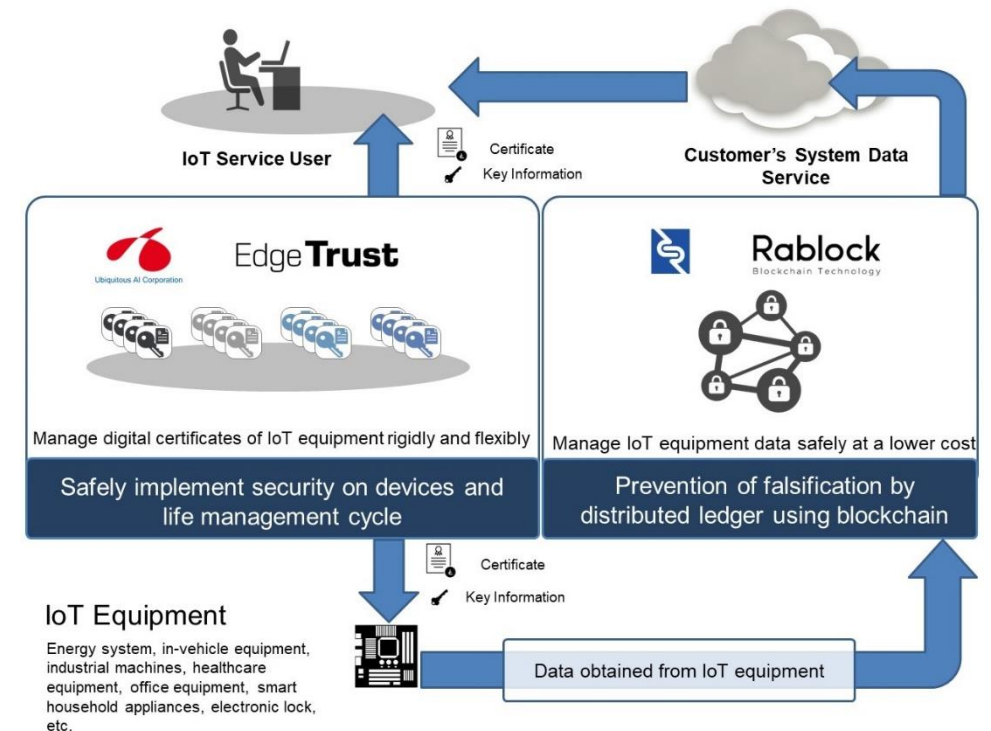 IoT Service User
Certificate
Key Information
Customer's System Data
Service
Ubiquitous AI Corporation
Edge Trust
Manage digital certificates of IoT equipment rigidly and flexibly
Safely implement security on devices and
life management cycle
Rablock
Blockchain Technology
Manage IoT equipment data safely at a lower cost
Prevention of falsification by
distributed ledger using blockchain
Certificate
Key Information
IoT Equipment
Energy system, in-vehicle equipment,
industrial machines, healthcare
equipment, office equipment, smart
household appliances, electronic lock,
etc.
Data obtained from IoT equipment